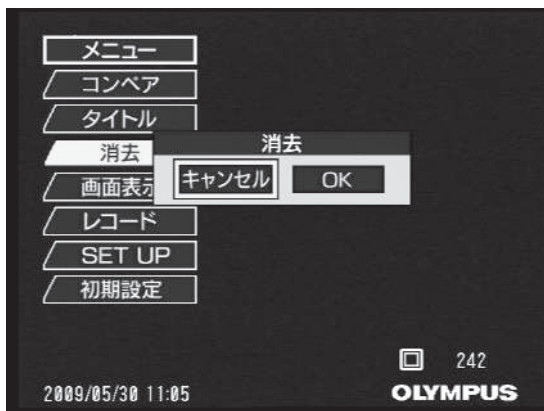 メニュー
コンペア
タイトル
消去
消去
キャンセル OK
画面表示
レコード
SET UP
初期設定
242
2009/05/30 11:05 OLYMPUS